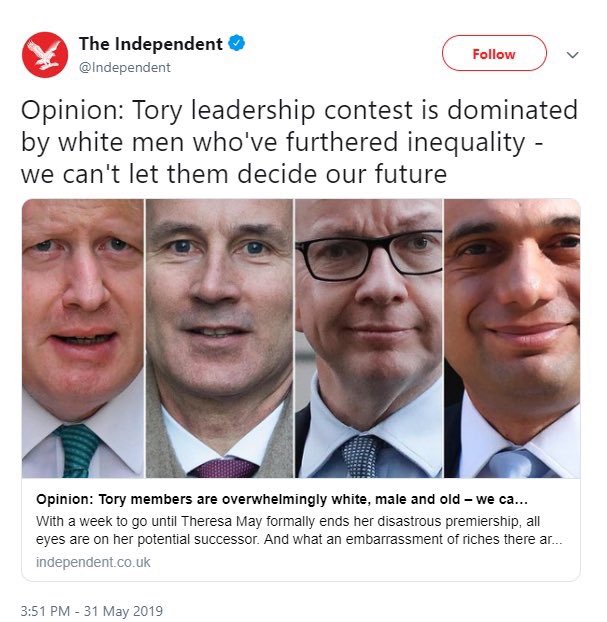 The Independent
@Independent
Follow
Opinion: Tory leadership contest is dominated
by white men who've furthered inequality -
we can't let them decide our future
Opinion: Tory members are overwhelmingly white, male and old – we ca...
With a week to go until Theresa May formally ends her disastrous premiership, all
eyes are on her potential successor. And what an embarrassment of riches there ar...
independent.co.uk
3:51 PM - 31 May 2019